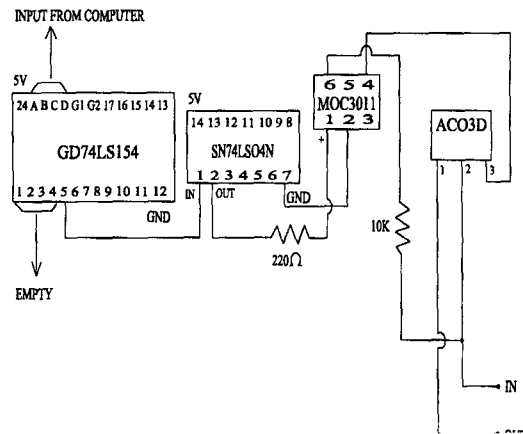 INPUT FROM COMPUTER
5V
24 A B C D G1 G2 17 16 15 14 13
GD74LS154
1 2 3 4 5 6 7 8 9 10 11 12
GND
EMPTY
5V
14 13 12 11 10 9 8
SN74LS04N
1 2 3 4 5 6 7
IN
OUT
GND
220Ω
6 5 4
MOC3011
1 2 3
+
10K
ACO3D
1 2 3
IN